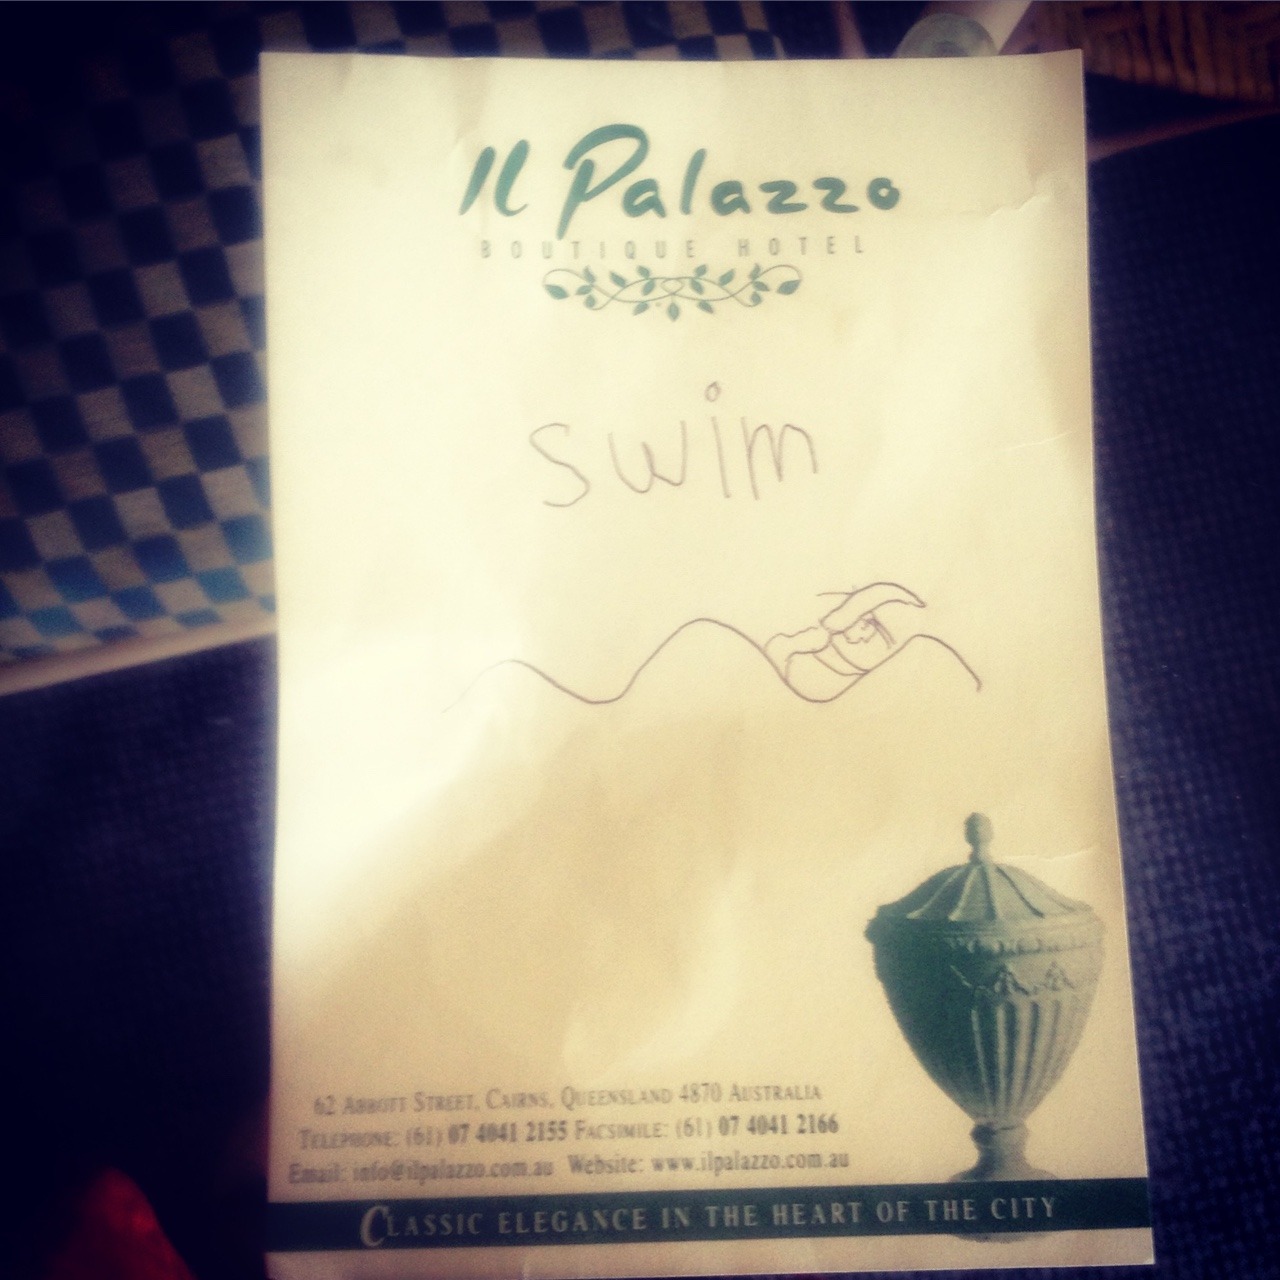 Il Palazzo
BOUTIQUE HOTEL
swim
62 ABBOTT STREET, CAIRNS, QUEENSLAND 4870 AUSTRALIA
TELEPHONE: (61) 07 4041 2155 FACSIMILE: (61) 07 4041 2166
Email: info@ilpalazzo.com.au Website: www.ilpalazzo.com.au
CLASSIC ELEGANCE IN THE HEART OF THE CITY